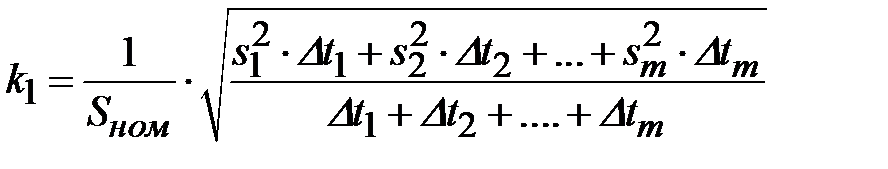 k₁ = 1/Sном · √((s₁² · Δt₁ + s₂² · Δt₂ + ... + sₘ² · Δtₘ)/(Δt₁ + Δt₂ + .... + Δtₘ))